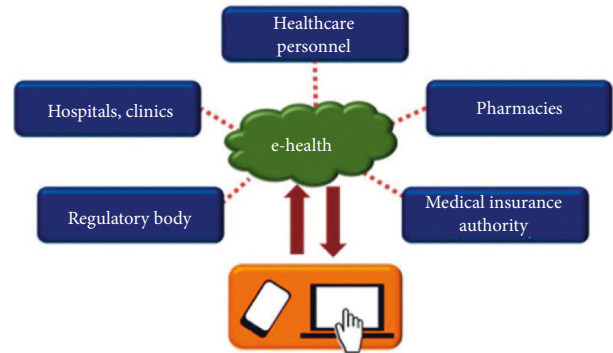 Healthcare
personnel
Hospitals, clinics
Pharmacies
e-health
Regulatory body
Medical insurance
authority